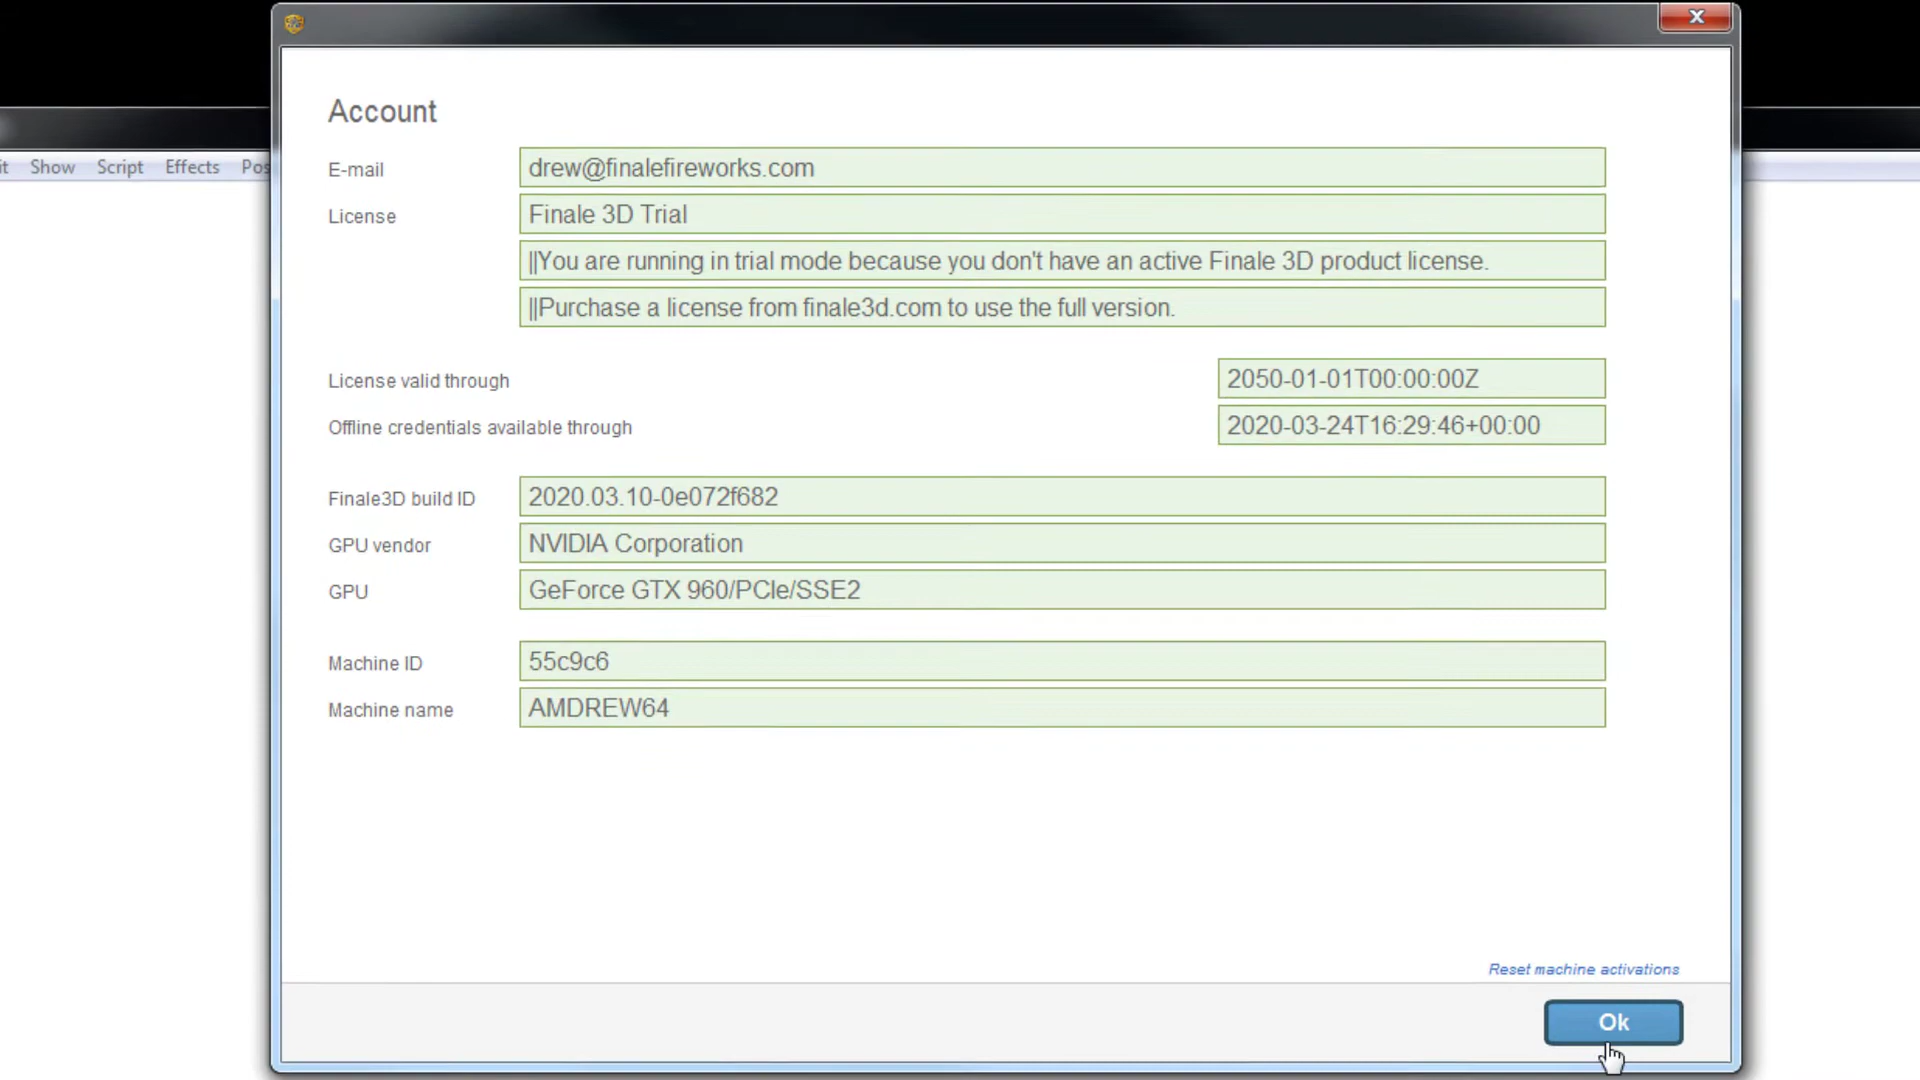 Account
E-mail drew@finalefireworks.com
License Finale 3D Trial
||You are running in trial mode because you don't have an active Finale 3D product license.
||Purchase a license from finale3d.com to use the full version.
Show Script Effects
License valid through 2050-01-01T00:00:00Z
Offline credentials available through 2020-03-24T16:29:46+00:00
Finale3D build ID 2020.03.10-0e072f682
GPU vendor NVIDIA Corporation
GPU GeForce GTX 960/PCIe/SSE2
Machine ID 55c9c6
Machine name AMDREW64
Reset machine activations
Ok